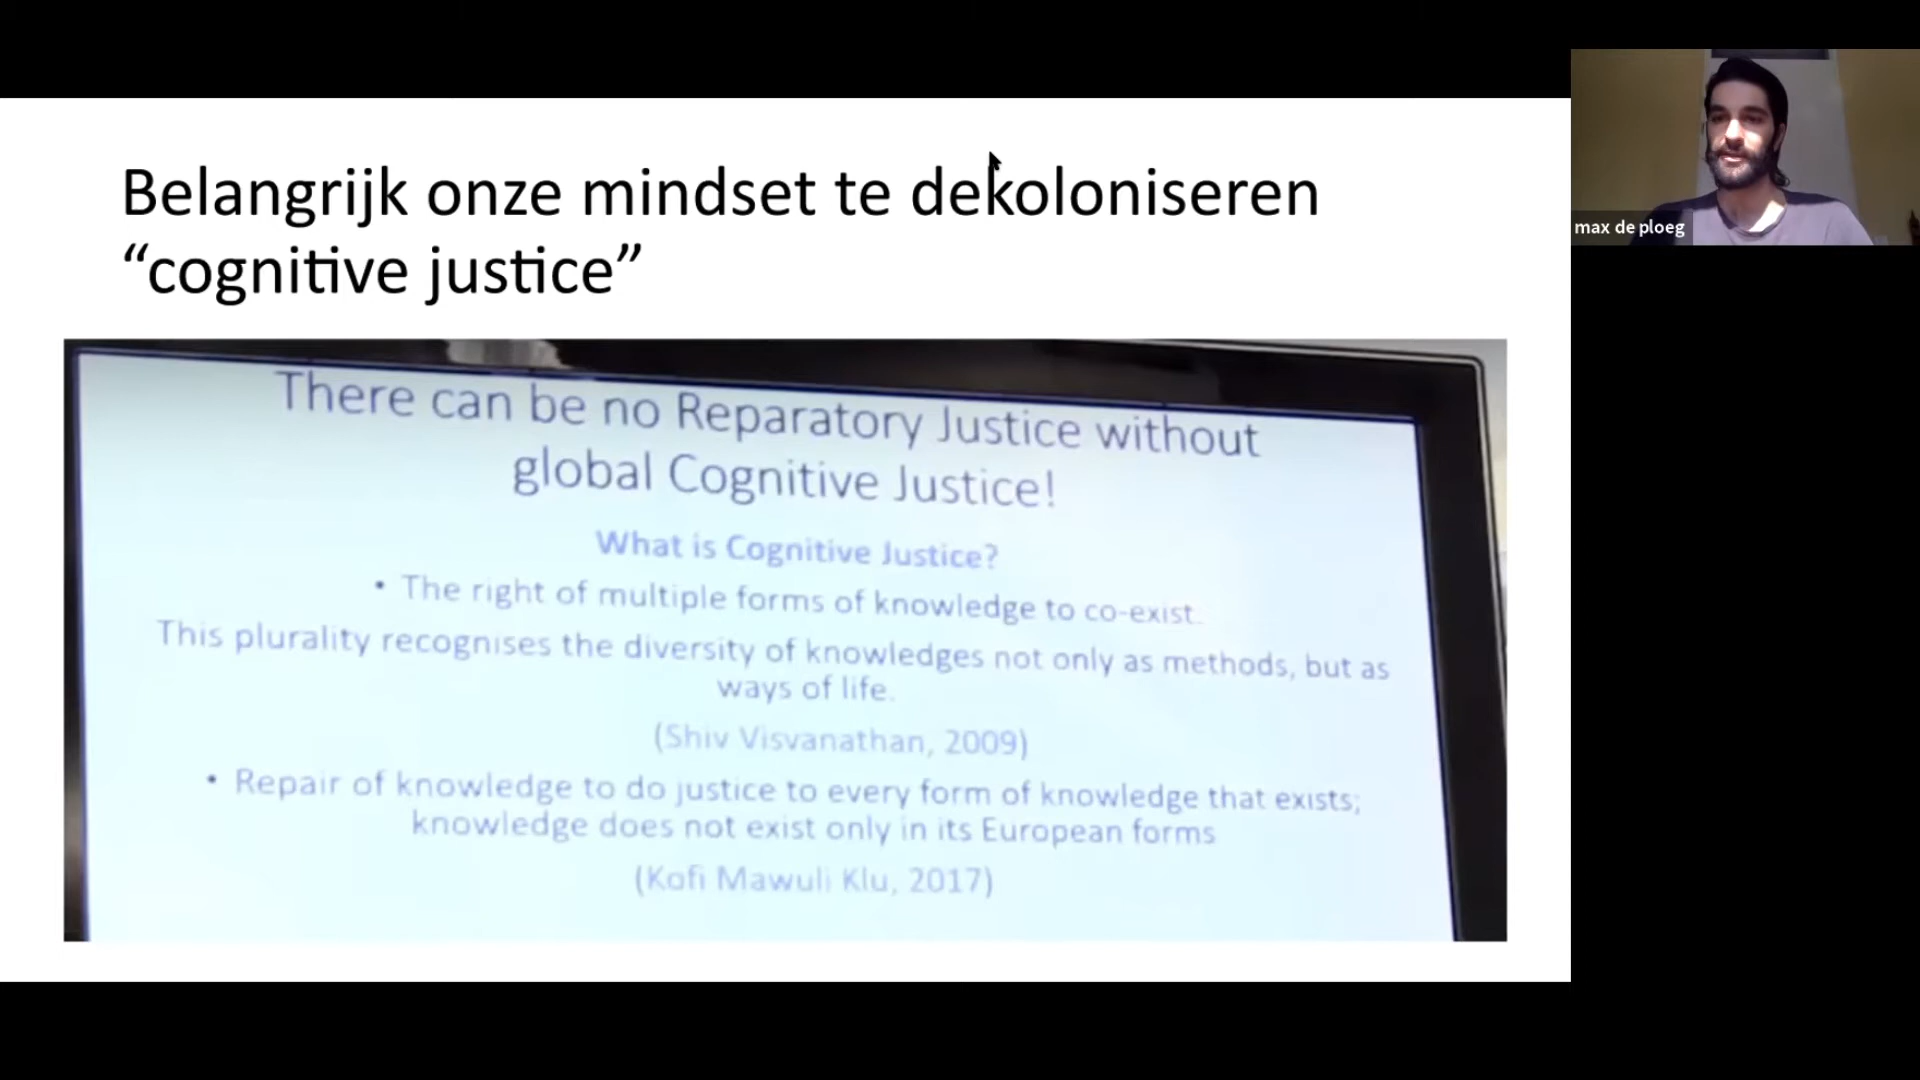 Belangrijk onze mindset te dekoloniseren
“cognitive justice”
There can be no Reparatory Justice without
global Cognitive Justice!
What is Cognitive Justice?
• The right of multiple forms of knowledge to co-exist.
This plurality recognises the diversity of knowledges not only as methods, but as
ways of life.
(Shiv Visvanathan, 2009)
• Repair of knowledge to do justice to every form of knowledge that exists;
knowledge does not exist only in its European forms
(Kofi Mawuli Klu, 2017)
max de ploeg